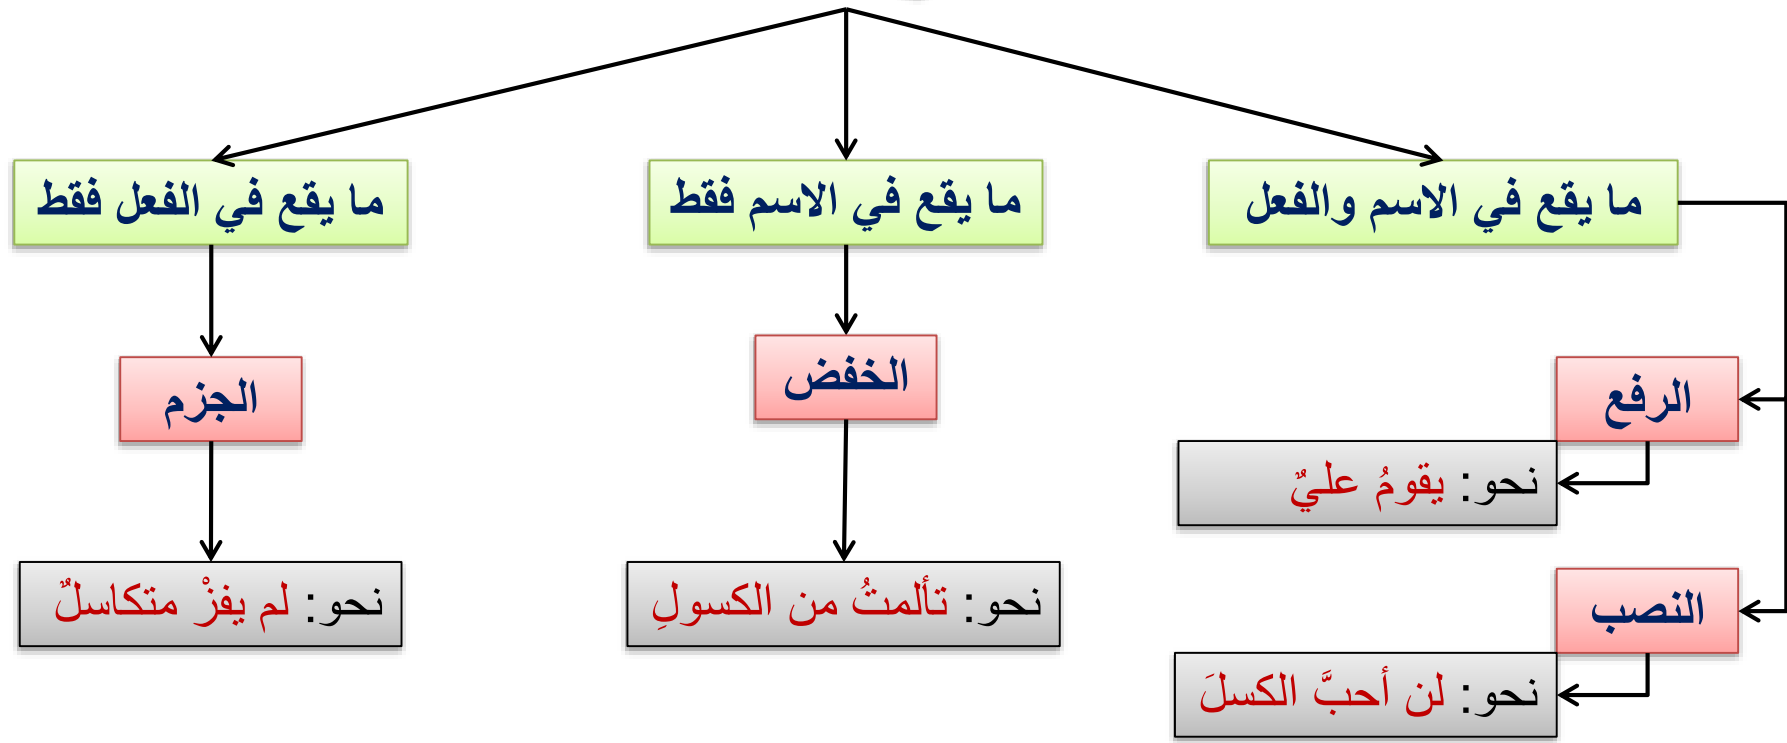 ما يقع في الاسم والفعل
ما يقع في الاسم فقط
ما يقع في الفعل فقط
الرفع
نحو: يقومُ عليٌ
النصب
نحو: لن أحبَّ الكسلَ
الخفض
نحو: تألمتُ من الكسولِ
الجزم
نحو: لم يفزْ متكاسلٌ